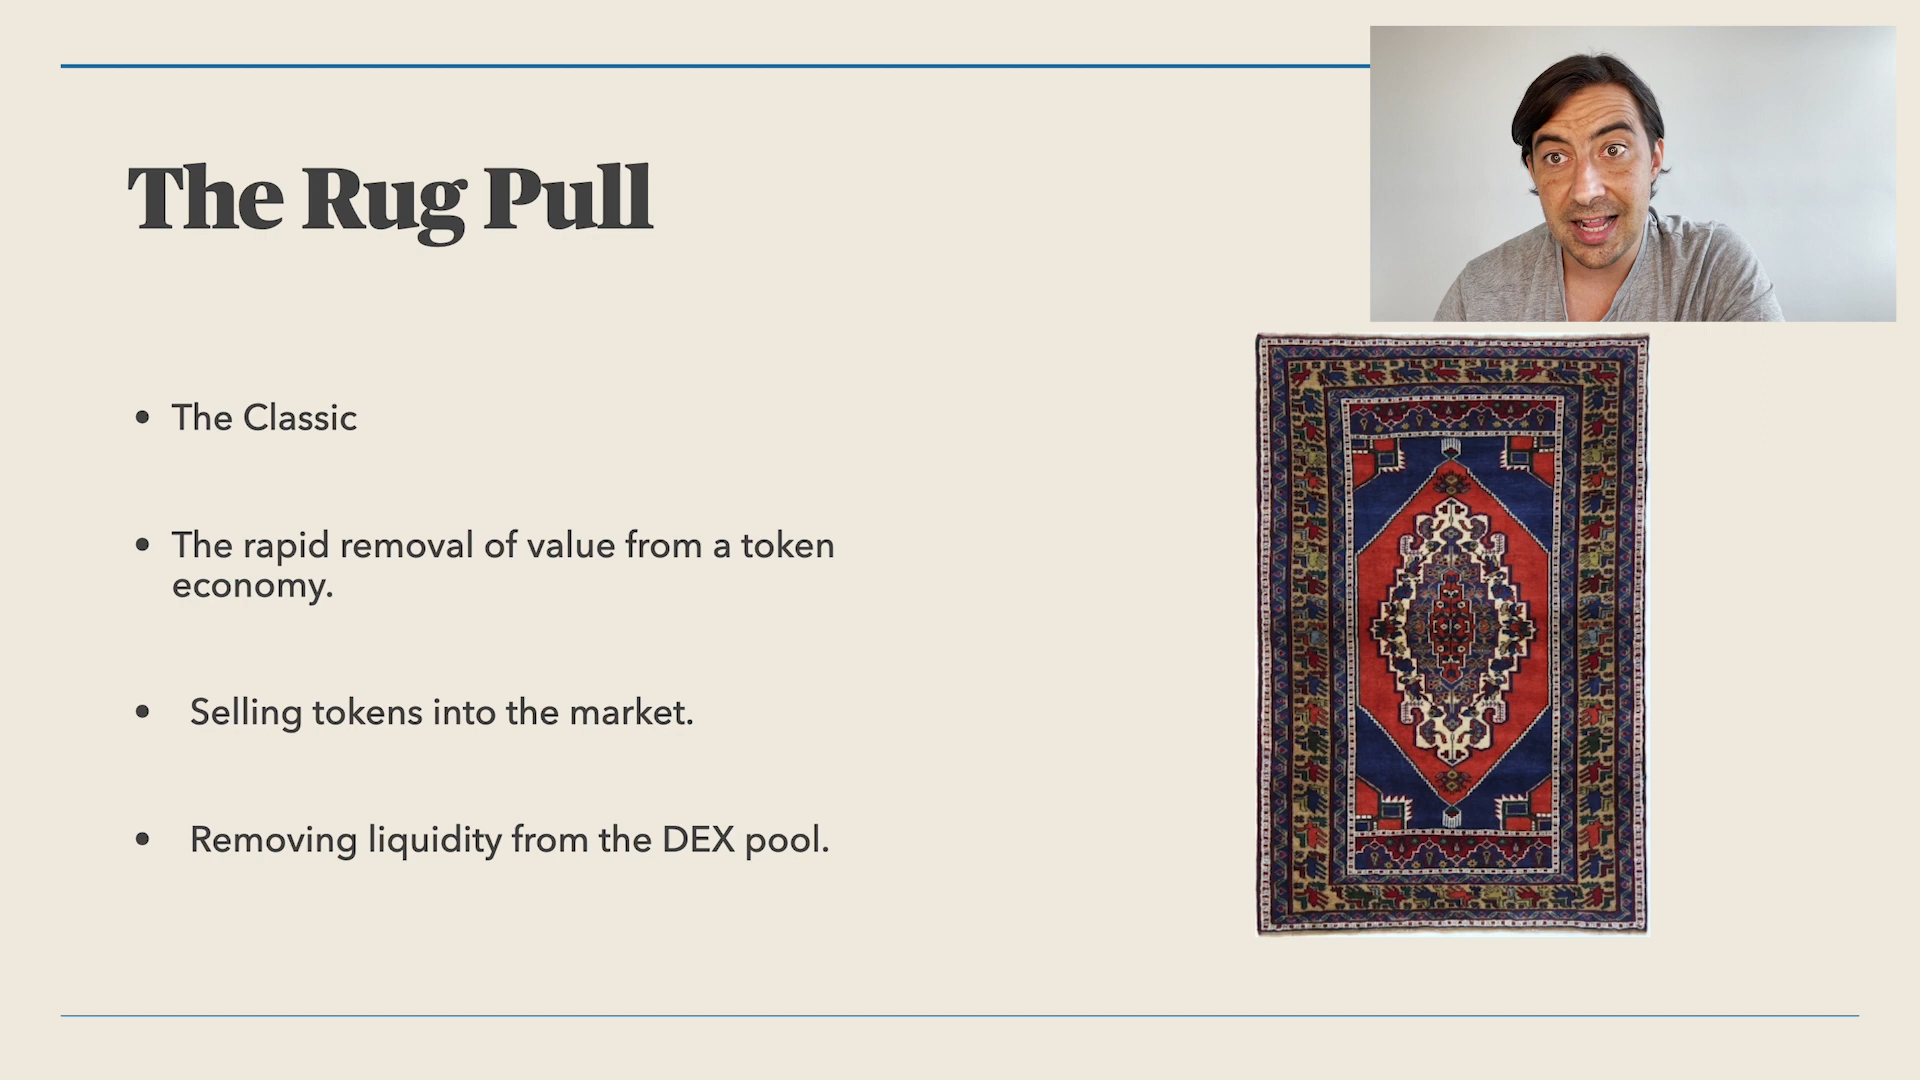 The Rug Pull
• The Classic
• The rapid removal of value from a token
economy.
• Selling tokens into the market.
• Removing liquidity from the DEX pool.